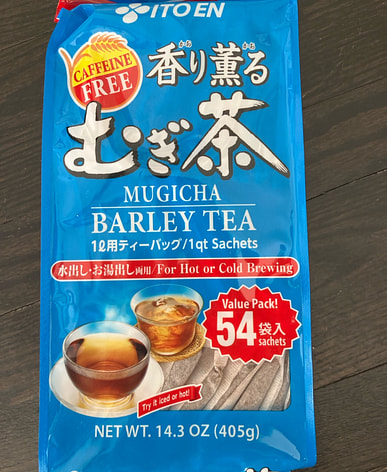 ITO EN
CAFFEINE
FREE
香り薫る
むぎ茶
MUGICHA
BARLEY TEA
1ℓ用ティーバッグ/1qt Sachets
水出し・お湯出し両用/For Hot or Cold Brewing
Value Pack!
54袋入
sachets
Try it iced or hot!
NET WT. 14.3 OZ (405g)